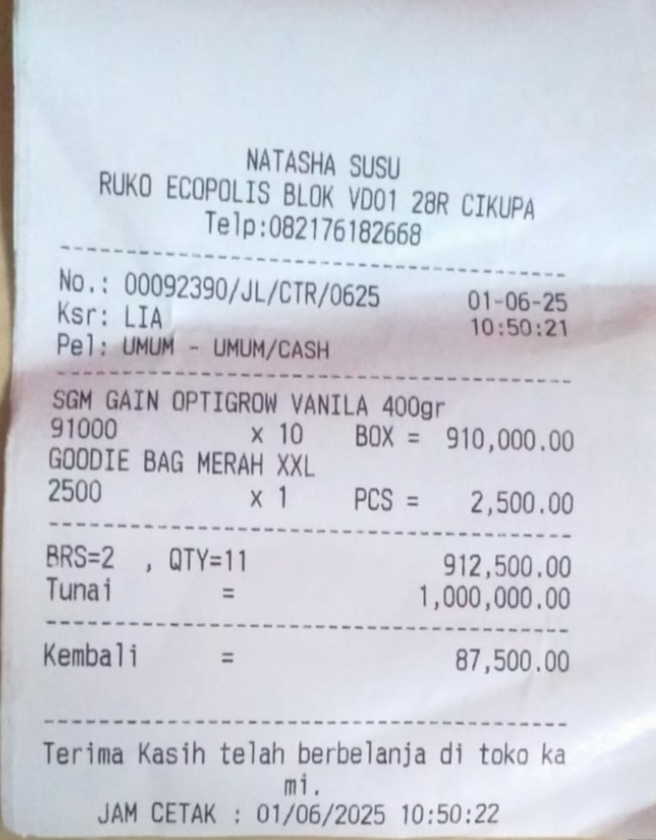 NATASHA SUSU
RUKO ECOPOLIS BLOK VD01 28R CIKUPA
Telp:082176182668
No.: 00092390/JL/CTR/0625 01-06-25
Ksr: LIA 10:50:21
Pel: UMUM - UMUM/CASH
SGM GAIN OPTIGROW VANILA 400gr
91000 x 10 BOX = 910,000.00
GOODIE BAG MERAH XXL
2500 x 1 PCS = 2,500.00
BRS=2 , QTY=11 912,500.00
Tunai = 1,000,000.00
Kembali = 87,500.00
Terima Kasih telah berbelanja di toko ka
mi.
JAM CETAK : 01/06/2025 10:50:22